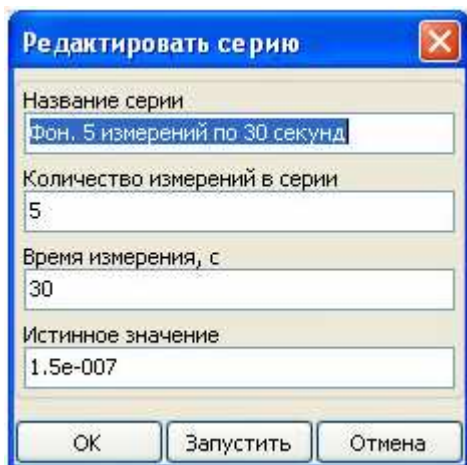 Редактировать серию
Название серии
Фон. 5 измерений по 30 секунд
Количество измерений в серии
5
Время измерения, с
30
Истинное значение
1.5e-007
ОК Запустить Отмена